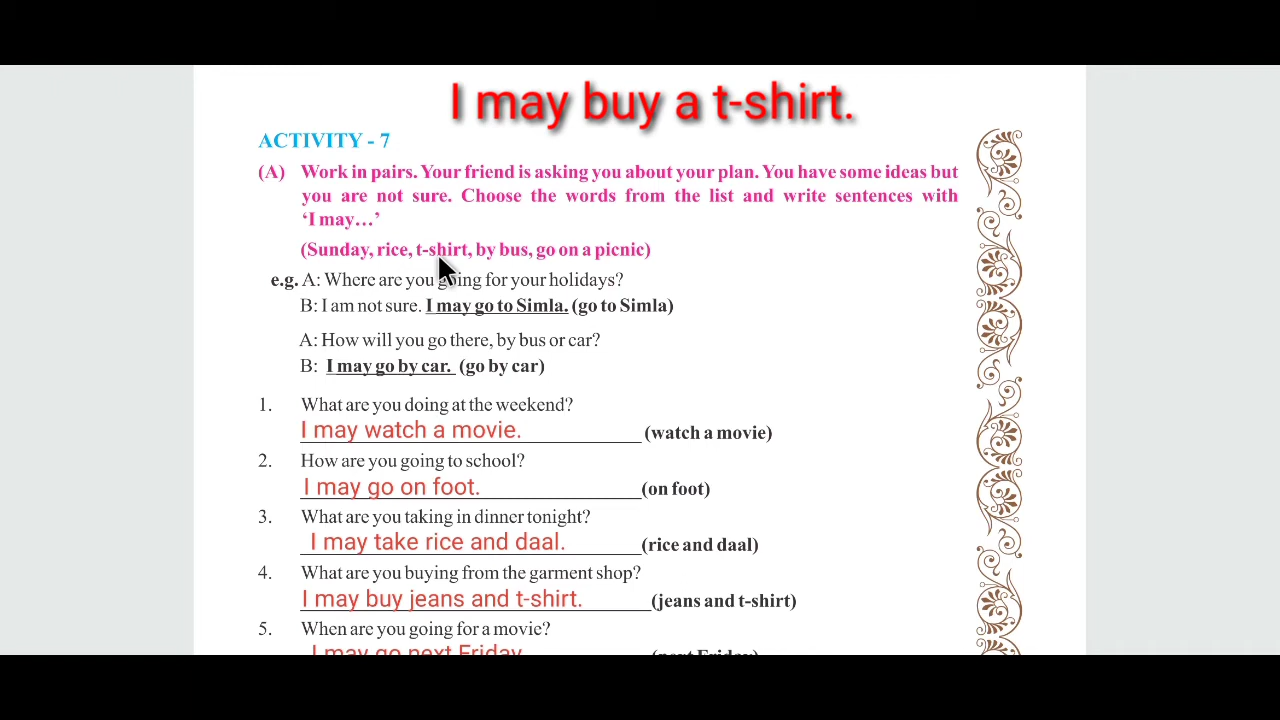 I may buy a t-shirt.
ACTIVITY - 7
(A) Work in pairs. Your friend is asking you about your plan. You have some ideas but
you are not sure. Choose the words from the list and write sentences with
‘I may…’
(Sunday, rice, t-shirt, by bus, go on a picnic)
e.g. A: Where are you going for your holidays?
B: I am not sure. I may go to Simla. (go to Simla)
A: How will you go there, by bus or car?
B: I may go by car. (go by car)
1. What are you doing at the weekend?
I may watch a movie. (watch a movie)
2. How are you going to school?
I may go on foot. (on foot)
3. What are you taking in dinner tonight?
I may take rice and daal. (rice and daal)
4. What are you buying from the garment shop?
I may buy jeans and t-shirt. (jeans and t-shirt)
5. When are you going for a movie?
I may go next Friday (next Friday)